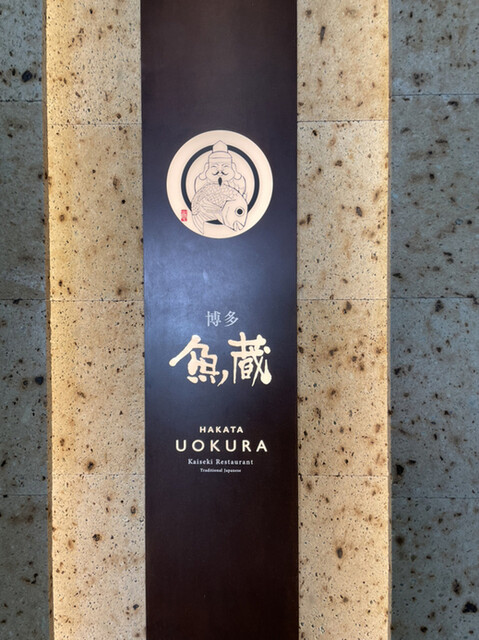 博多
魚蔵
HAKATA
UOKURA
Kaiseki Restaurant
Traditional Japanese